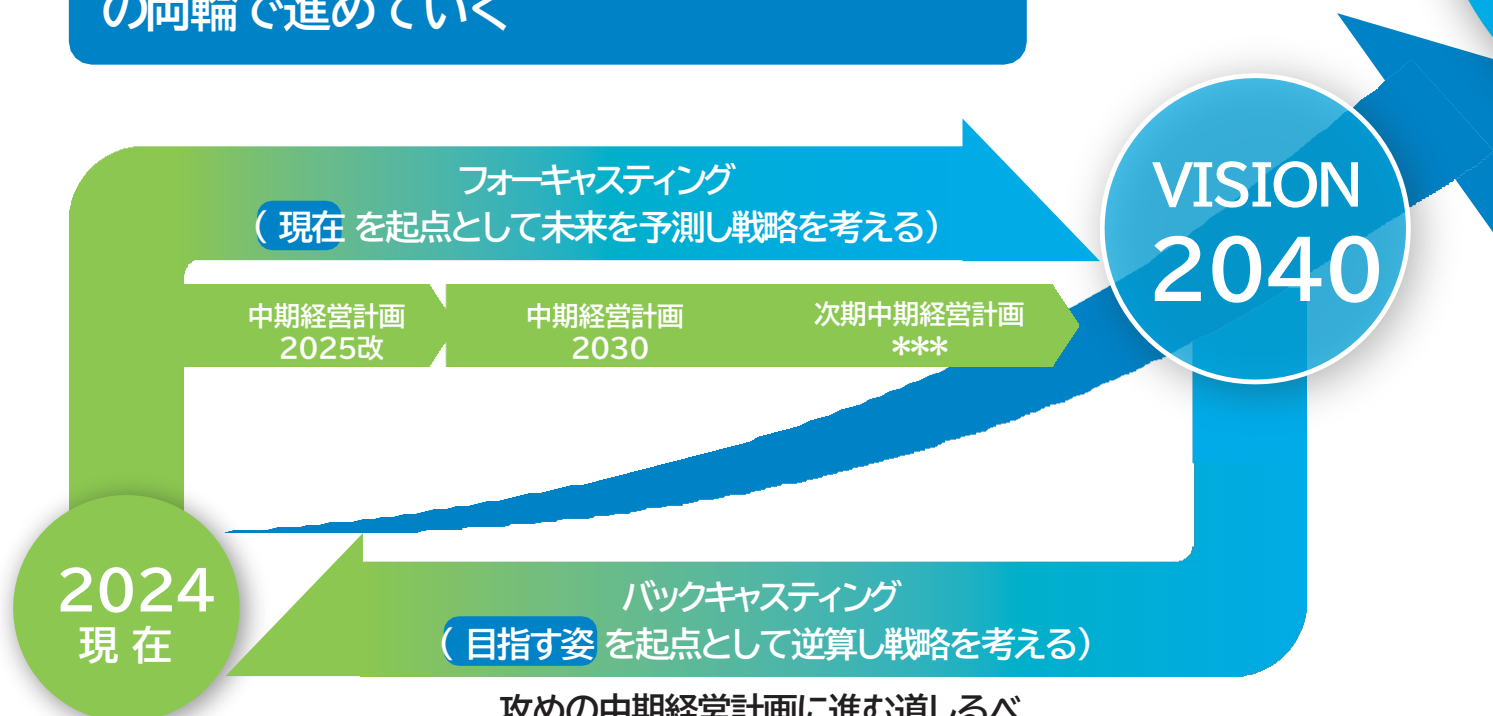 の両輪で進めていく
フォーキャスティング
（ 現在 を起点として未来を予測し戦略を考える）
VISION
2040
中期経営計画
2025改
中期経営計画
2030
次期中期経営計画
***
2024
現 在
バックキャスティング
（ 目指す姿 を起点として逆算し戦略を考える）
攻めの中期経営計画に進む道しるべ